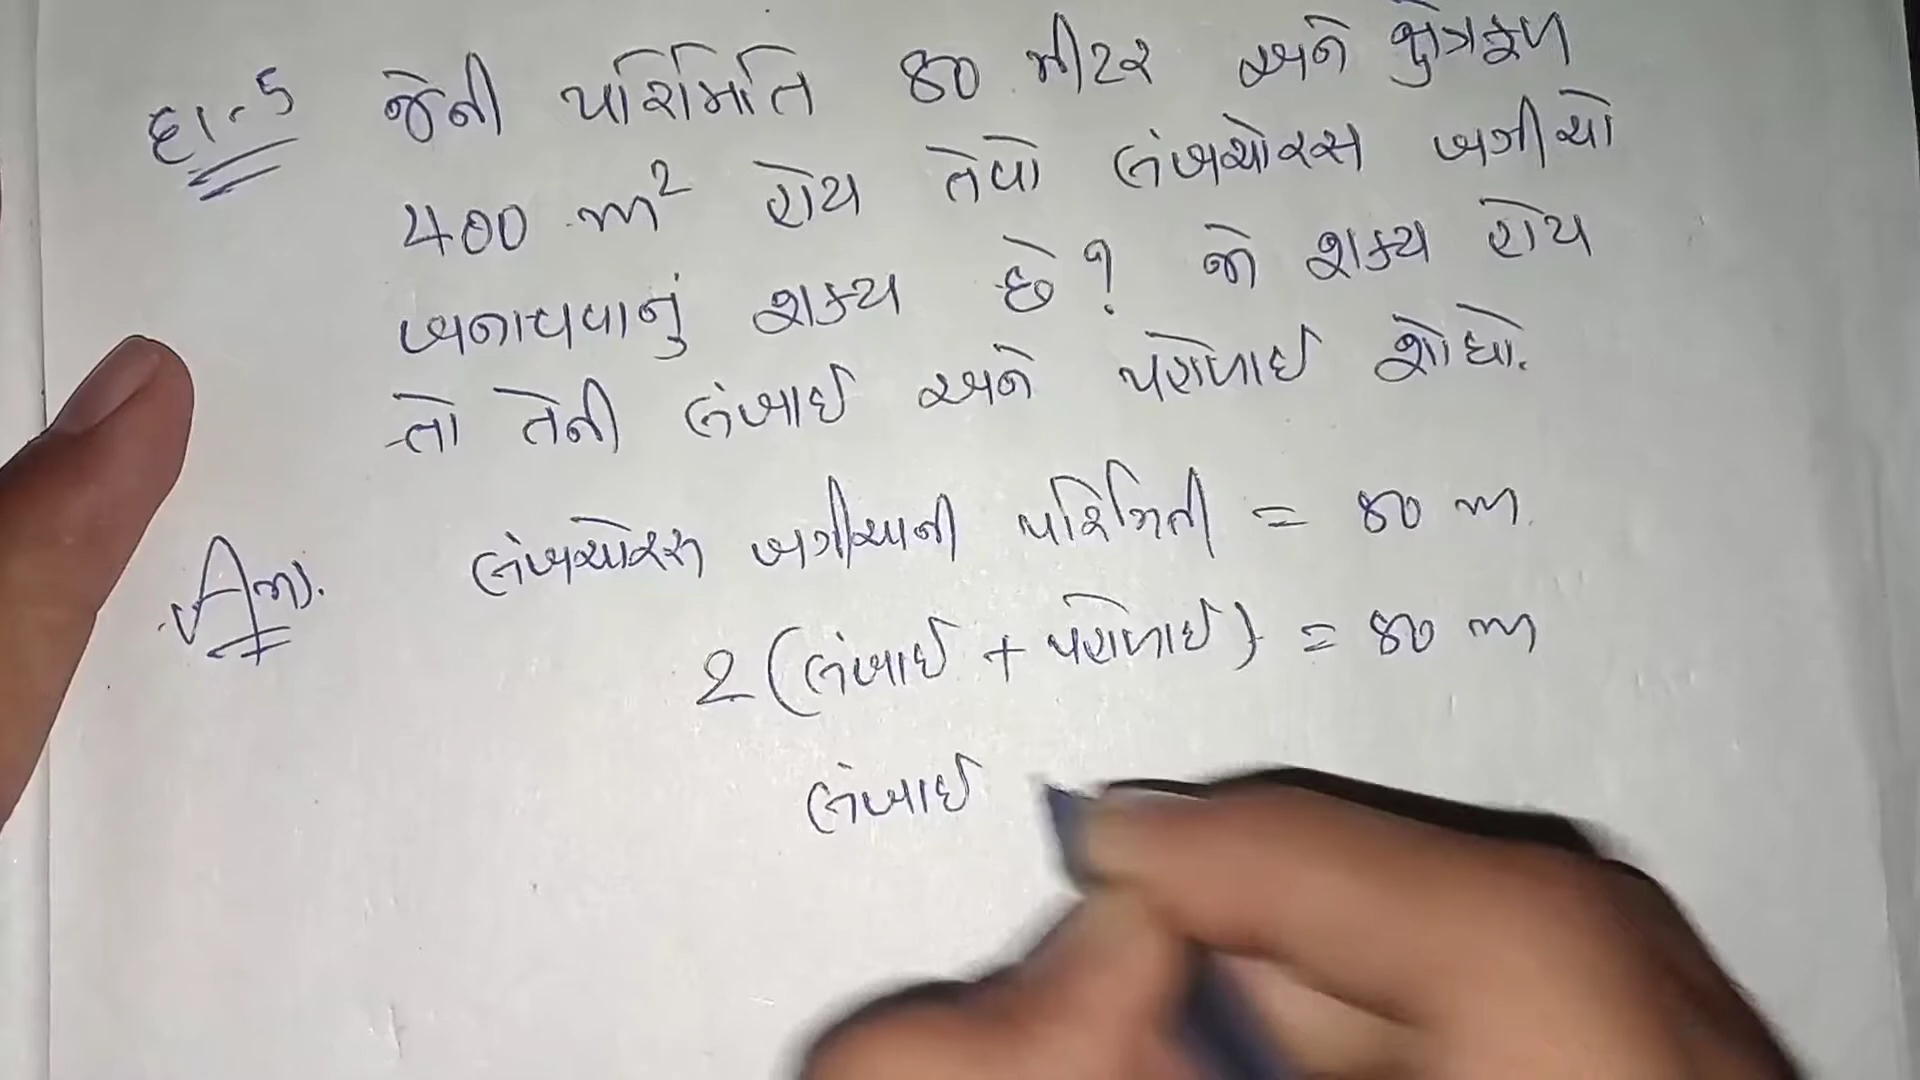 દા.-5 જેની પરિમિતિ 80 મીટર અને ક્ષેત્રફળ
400 m² હોય તેવો લંબચોરસ બગીચો
બનાવવાનું શક્ય છે? જો શક્ય હોય
તો તેની લંબાઈ અને પહોળાઈ શોધો.
Ans. લંબચોરસ બગીચાની પરિમિતી = 80 m
2 (લંબાઈ + પહોળાઈ) = 80 m
લંબાઈ